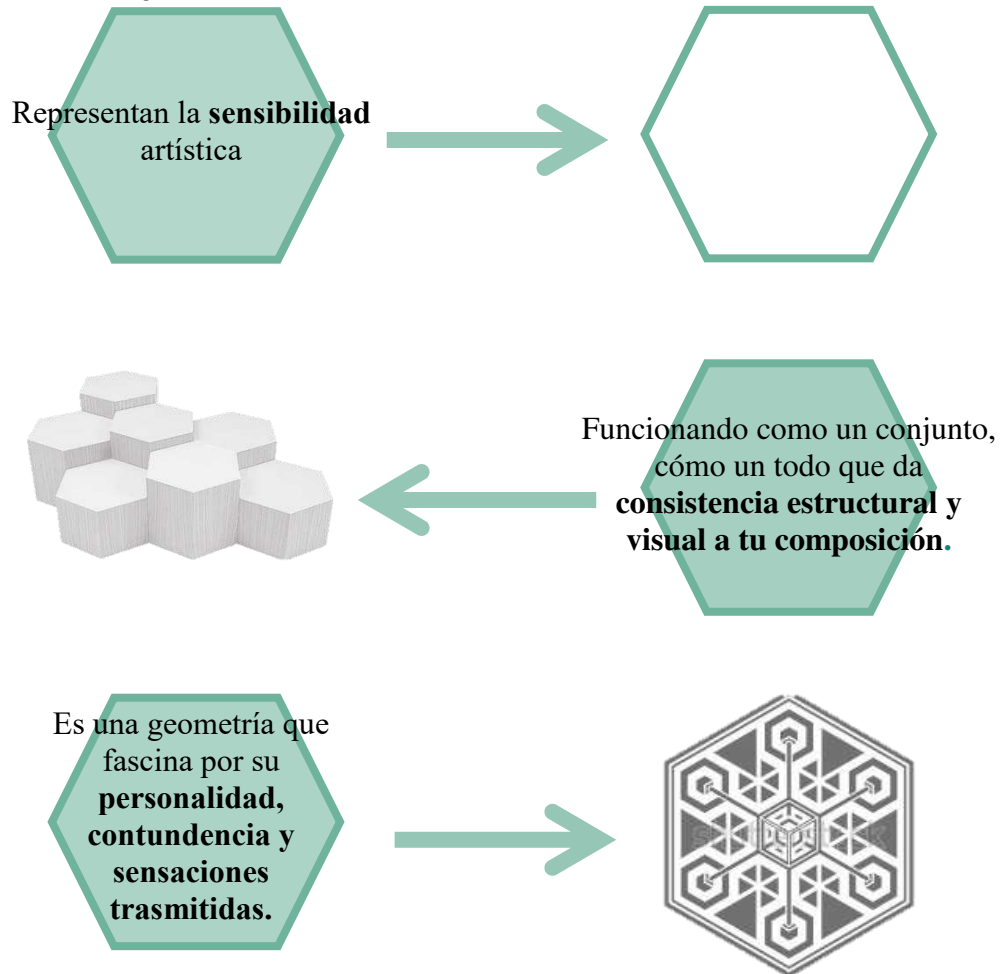 Representan la sensibilidad
artística
Funcionando como un conjunto,
cómo un todo que da
consistencia estructural y
visual a tu composición.
Es una geometría que
fascina por su
personalidad,
contundencia y
sensaciones
trasmitidas.